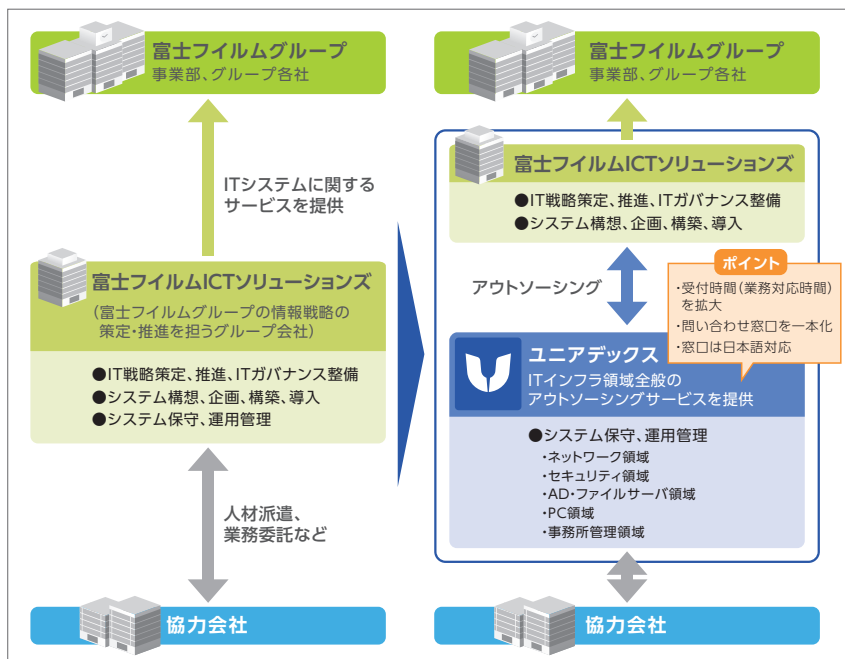 富士フイルムグループ
事業部、グループ各社
ITシステムに関する
サービスを提供
富士フイルムICTソリューションズ
(富士フイルムグループの情報戦略の
策定・推進を担うグループ会社)
●IT戦略策定、推進、ITガバナンス整備
●システム構想、企画、構築、導入
●システム保守、運用管理
人材派遣、
業務委託など
協力会社
富士フイルムグループ
事業部、グループ各社
富士フイルムICTソリューションズ
●IT戦略策定、推進、ITガバナンス整備
●システム構想、企画、構築、導入
アウトソーシング
ポイント
・受付時間(業務対応時間)
を拡大
・問い合わせ窓口を一本化
・窓口は日本語対応
ユニアデックス
ITインフラ領域全般の
アウトソーシングサービスを提供
●システム保守、運用管理
・ネットワーク領域
・セキュリティ領域
・AD・ファイルサーバ領域
・PC領域
・事務所管理領域
協力会社